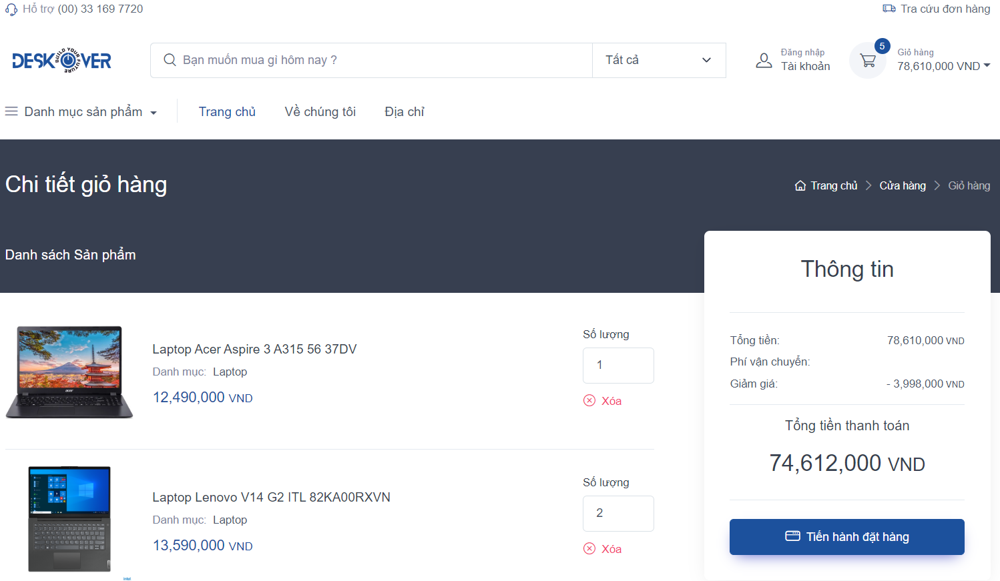 Hỗ trợ (00) 33 169 7720
Tra cứu đơn hàng
DESKOVER
BUILD YOUR FUTURE
Bạn muốn mua gì hôm nay ?
Tất cả
Đăng nhập
Tài khoản
5
Giỏ hàng
78,610,000 VND
Danh mục sản phẩm
Trang chủ
Về chúng tôi
Địa chỉ
Chi tiết giỏ hàng
Trang chủ
Cửa hàng
Giỏ hàng
Danh sách Sản phẩm
Thông tin
Tổng tiền: 78,610,000 VND
Phí vận chuyển:
Giảm giá: - 3,998,000 VND
Tổng tiền thanh toán
74,612,000 VND
Tiến hành đặt hàng
acer
Laptop Acer Aspire 3 A315 56 37DV
Danh mục: Laptop
12,490,000 VND
Số lượng
1
Xóa
Laptop Lenovo V14 G2 ITL 82KA00RXVN
Danh mục: Laptop
13,590,000 VND
Số lượng
2
Xóa
intel